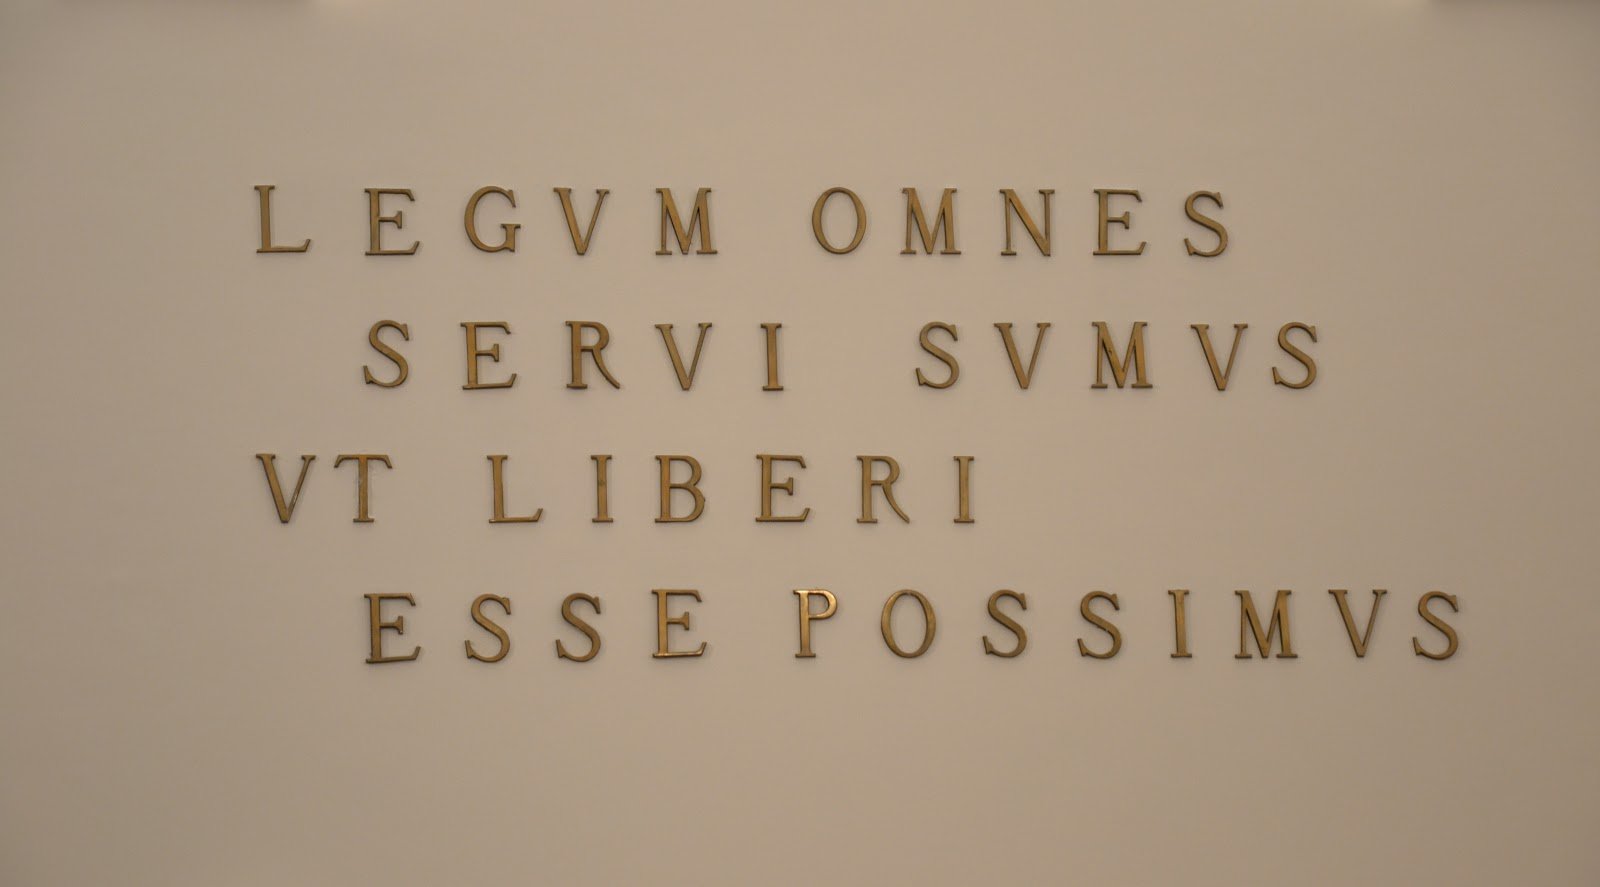 LEGVM OMNES
SERVI SVMVS
VT LIBERI
ESSE POSSIMVS